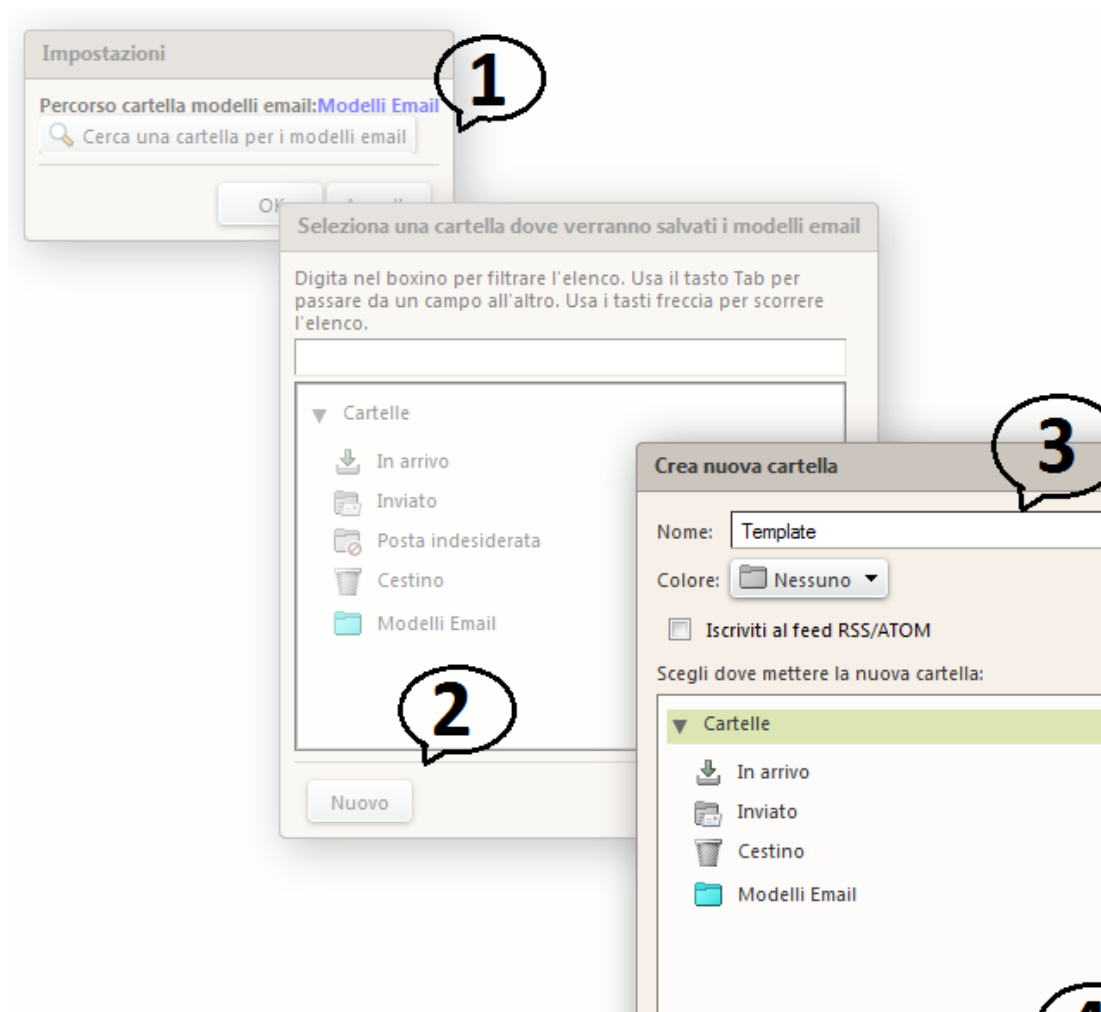 Impostazioni
1
Percorso cartella modelli email:Modelli Email
Cerca una cartella per i modelli email
Seleziona una cartella dove verranno salvati i modelli email
Digita nel boxino per filtrare l'elenco. Usa il tasto Tab per
passare da un campo all'altro. Usa i tasti freccia per scorrere
l'elenco.
Cartelle
In arrivo
Inviato
Posta indesiderata
Cestino
Modelli Email
2
Nuovo
3
Crea nuova cartella
Nome: Template
Colore: Nessuno
Iscriviti al feed RSS/ATOM
Scegli dove mettere la nuova cartella:
Cartelle
In arrivo
Inviato
Cestino
Modelli Email